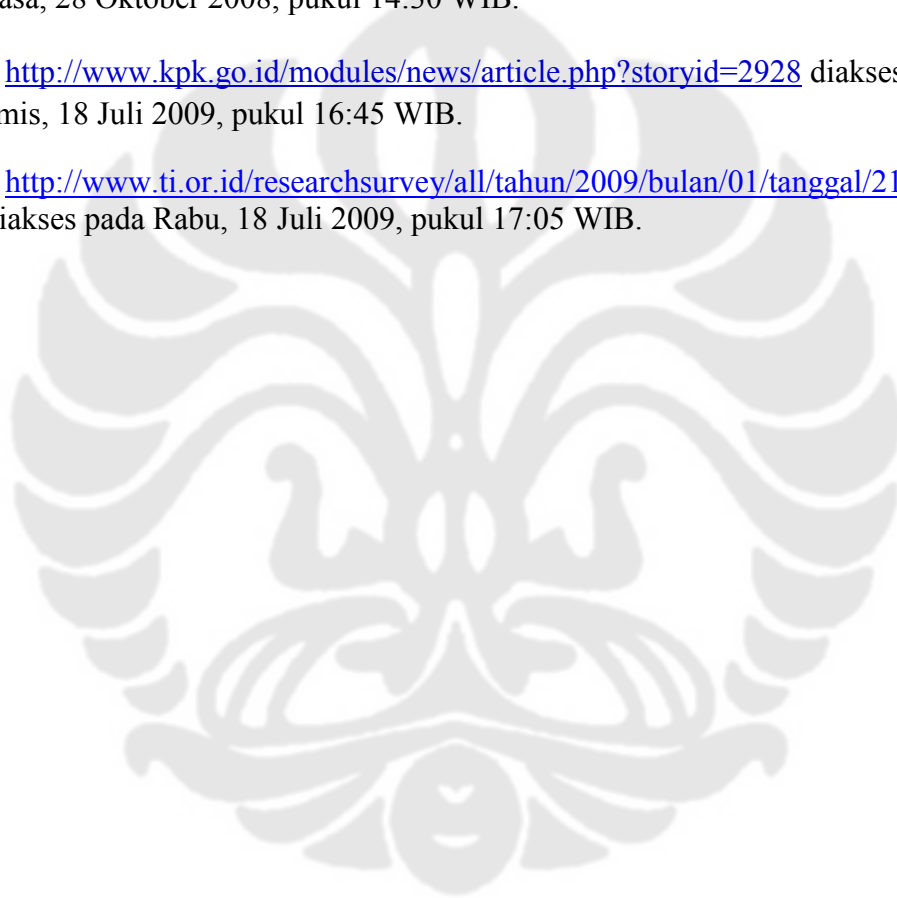 asa, 28 Oktober 2008, pukul 14:30 WIB.
http://www.kpk.go.id/modules/news/article.php?storyid=2928 diakses
mis, 18 Juli 2009, pukul 16:45 WIB.
http://www.ti.or.id/researchsurvey/all/tahun/2009/bulan/01/tanggal/21
iakses pada Rabu, 18 Juli 2009, pukul 17:05 WIB.